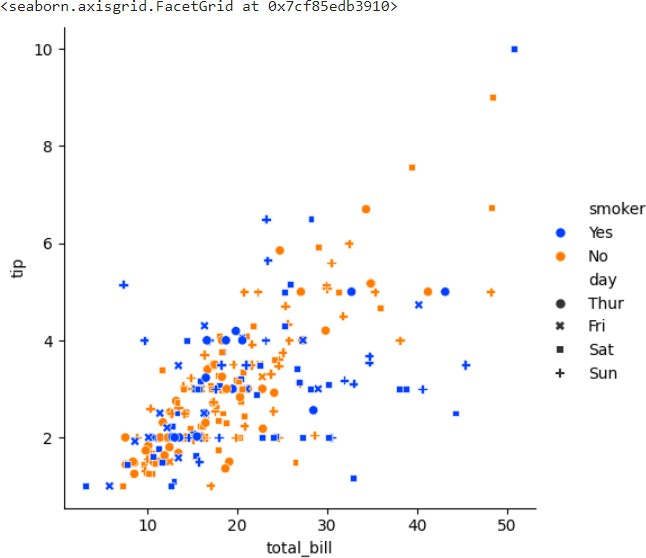 <seaborn.axisgrid.FacetGrid at 0x7cf85edb3910>
10
8
6
4
2
tip
10 20 30 40 50
total_bill
smoker
Yes
No
day
Thur
Fri
Sat
Sun